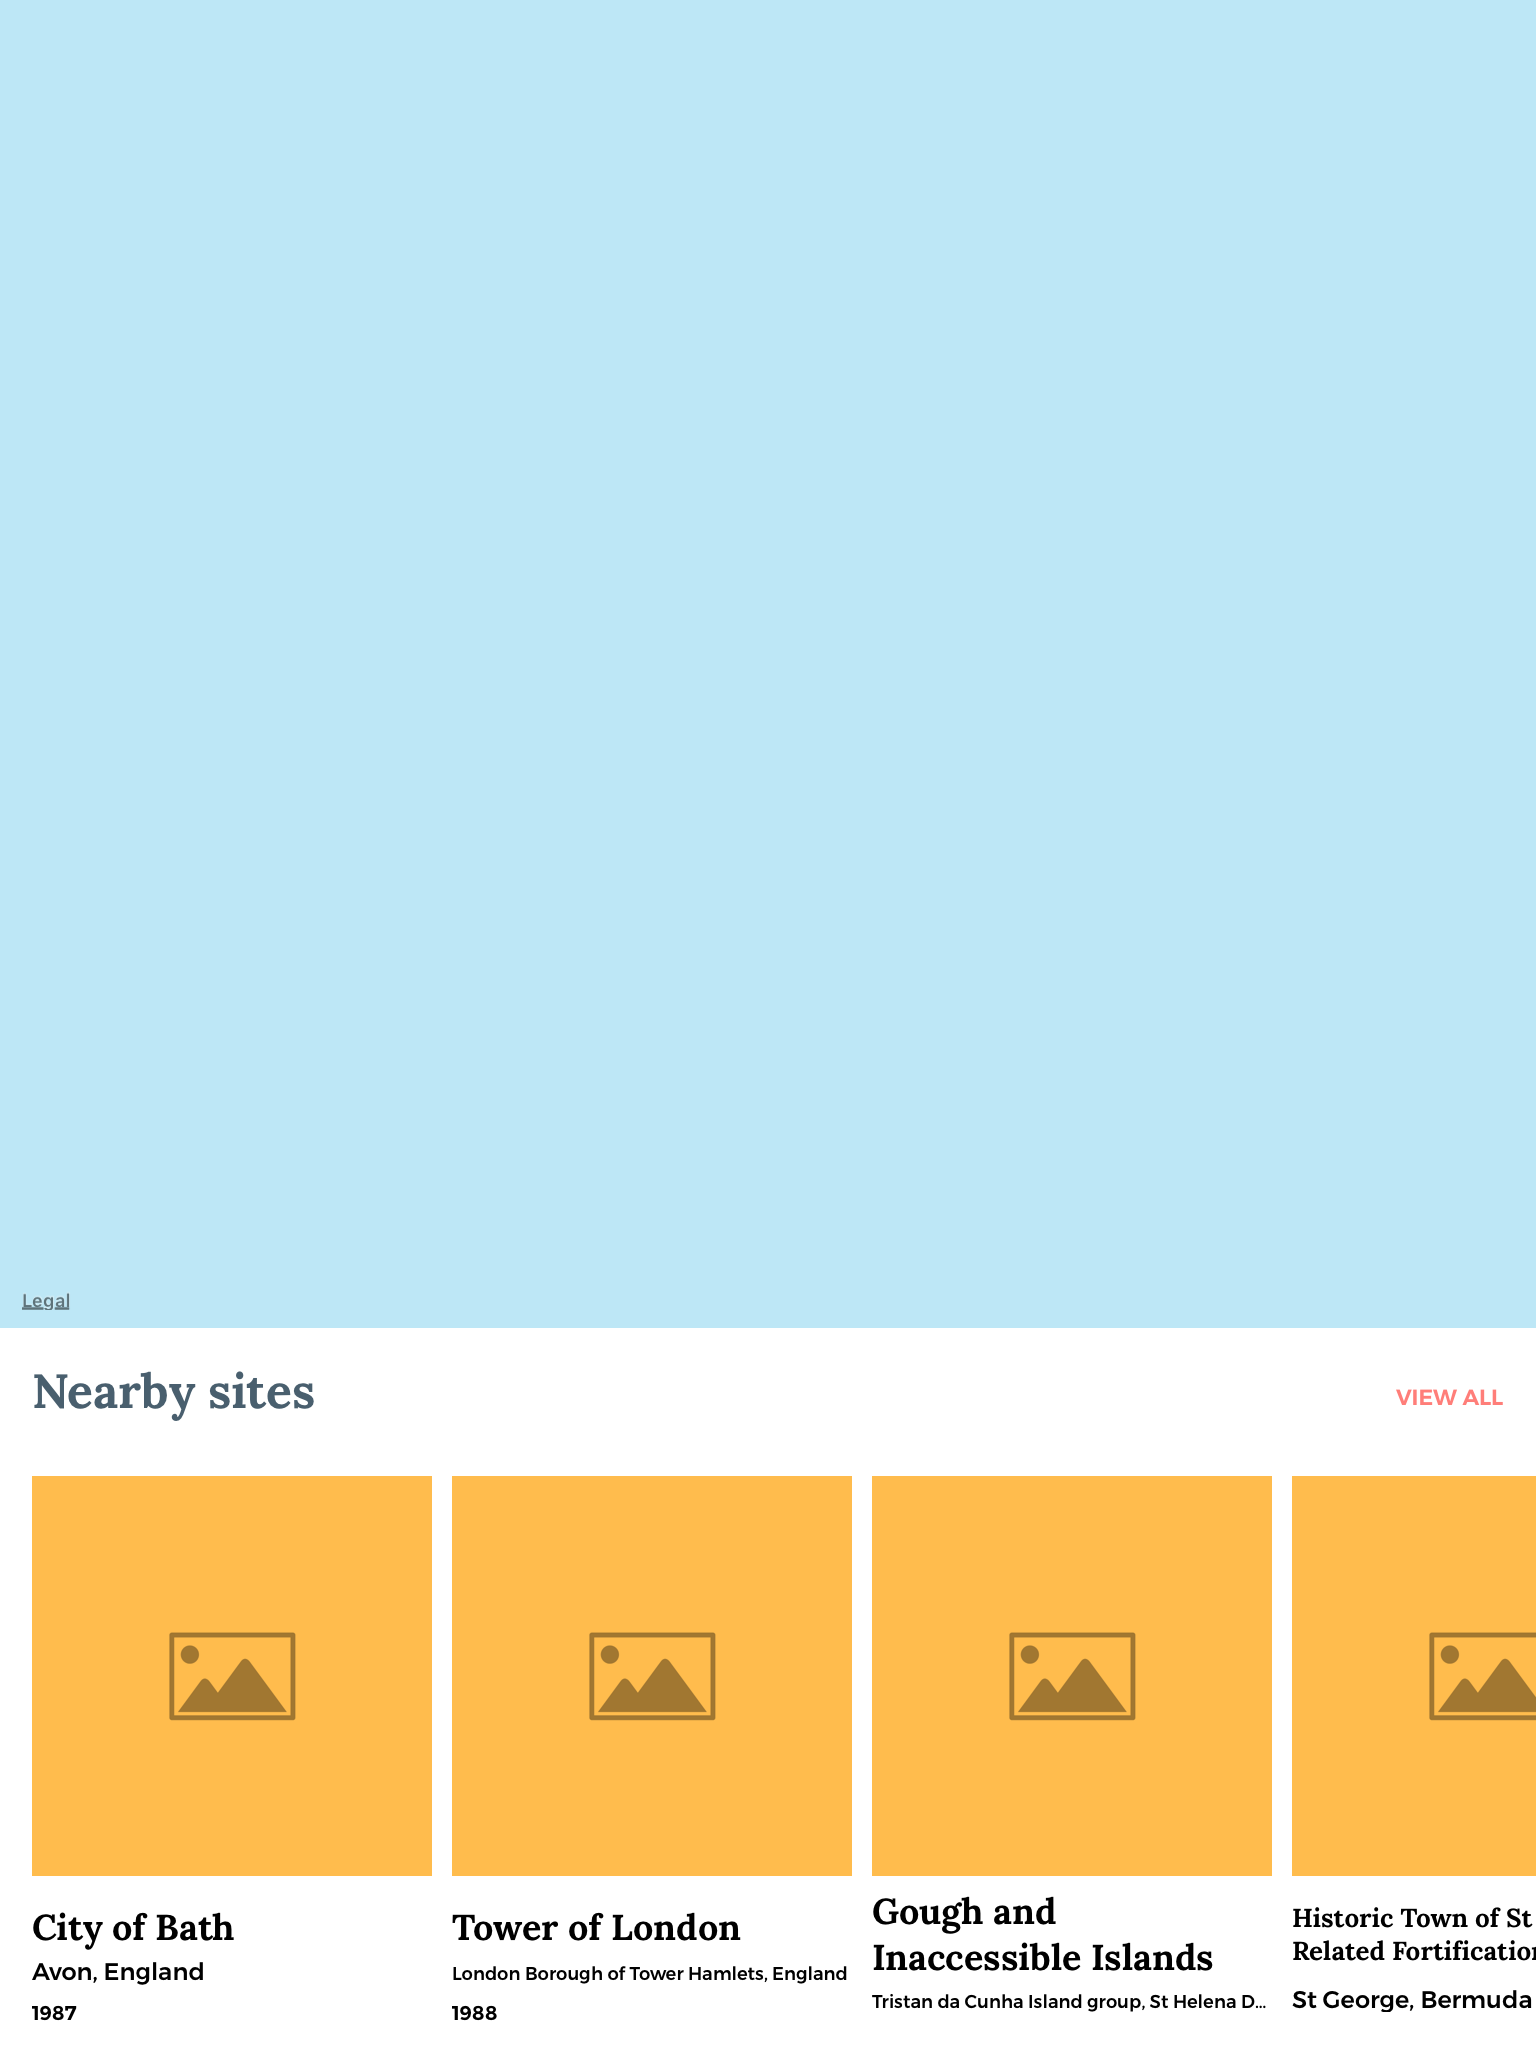 Legal
Nearby sites
VIEW ALL
City of Bath
Avon, England
1987
Tower of London
London Borough of Tower Hamlets, England
1988
Gough and
Inaccessible Islands
Tristan da Cunha Island group, St Helena D...
Historic Town of St
Related Fortification
St George, Bermuda